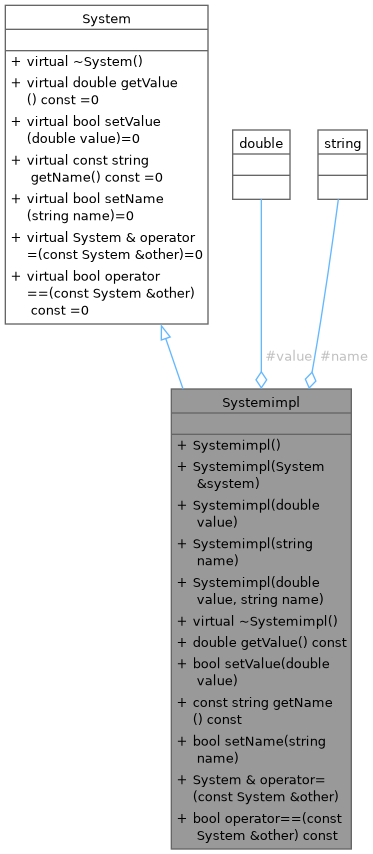 System
+ virtual ~System()
+ virtual double getValue
() const =0
+ virtual bool setValue
(double value)=0
+ virtual const string
getName() const =0
+ virtual bool setName
(string name)=0
+ virtual System & operator
=(const System &other)=0
+ virtual bool operator
==(const System &other)
const =0
double
string
#value
#name
Systemimpl
+ Systemimpl()
+ Systemimpl(System
&system)
+ Systemimpl(double
value)
+ Systemimpl(string
name)
+ Systemimpl(double
value, string name)
+ virtual ~Systemimpl()
+ double getValue() const
+ bool setValue(double
value)
+ const string getName
() const
+ bool setName(string
name)
+ System & operator=
(const System &other)
+ bool operator==(const
System &other) const